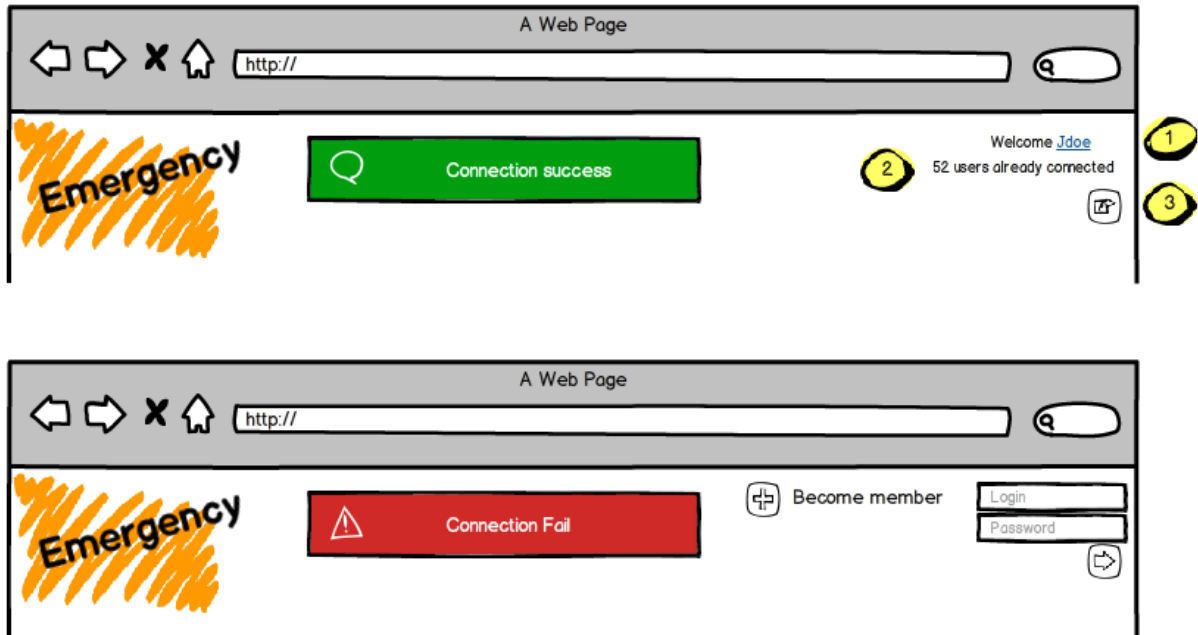 A Web Page
http://
Emergency
Connection success
Welcome Jdoe
1
2
52 users already connected
3
A Web Page
http://
Emergency
Connection Fail
Become member
Login
Password